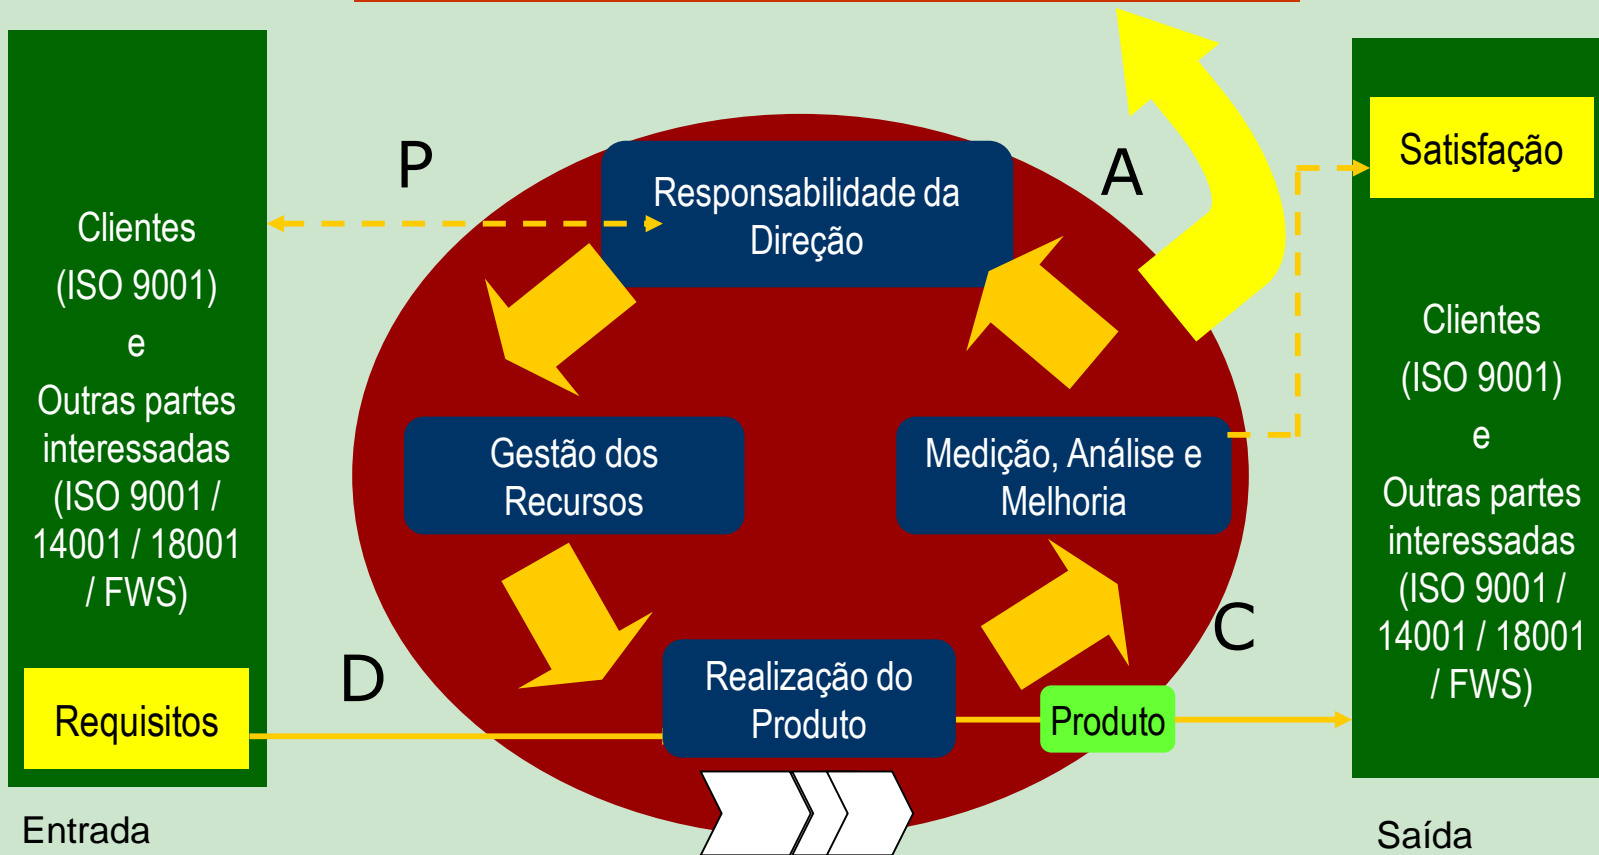 P
A
Responsabilidade da
Direção
Satisfação
Clientes
(ISO 9001)
e
Outras partes
interessadas
(ISO 9001 /
14001 / 18001
/ FWS)
Requisitos
Gestão dos
Recursos
Medição, Análise e
Melhoria
Clientes
(ISO 9001)
e
Outras partes
interessadas
(ISO 9001 /
14001 / 18001
/ FWS)
D
C
Realização do
Produto
Produto
Entrada
Saída